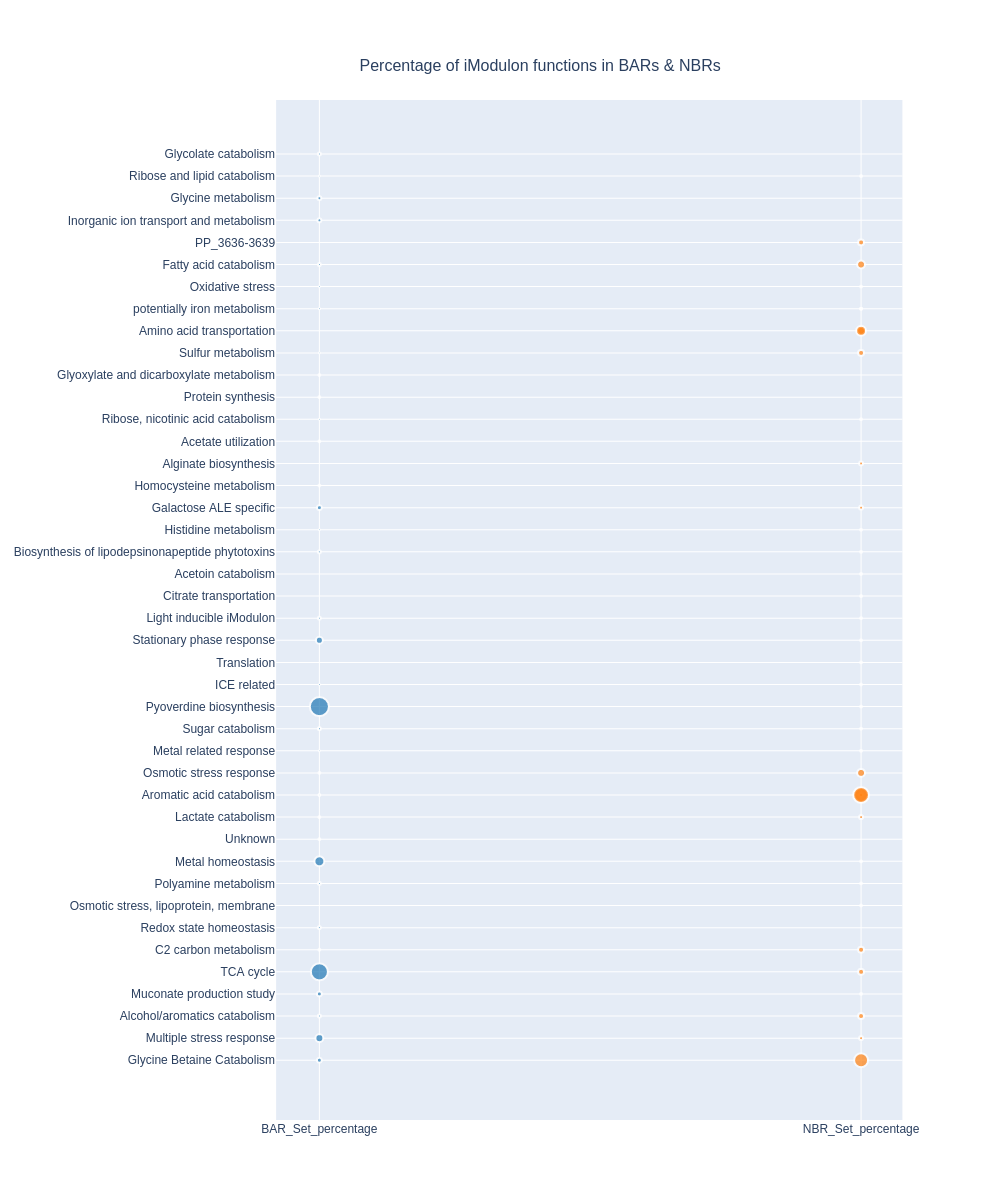 Percentage of iModulon functions in BARs & NBRs
Glycolate catabolism
Ribose and lipid catabolism
Glycine metabolism
Inorganic ion transport and metabolism
PP_3636-3639
Fatty acid catabolism
Oxidative stress
potentially iron metabolism
Amino acid transportation
Sulfur metabolism
Glyoxylate and dicarboxylate metabolism
Protein synthesis
Ribose, nicotinic acid catabolism
Acetate utilization
Alginate biosynthesis
Homocysteine metabolism
Galactose ALE specific
Histidine metabolism
Biosynthesis of lipodepsinonapeptide phytotoxins
Acetoin catabolism
Citrate transportation
Light inducible iModulon
Stationary phase response
Translation
ICE related
Pyoverdine biosynthesis
Sugar catabolism
Metal related response
Osmotic stress response
Aromatic acid catabolism
Lactate catabolism
Unknown
Metal homeostasis
Polyamine metabolism
Osmotic stress, lipoprotein, membrane
Redox state homeostasis
C2 carbon metabolism
TCA cycle
Muconate production study
Alcohol/aromatics catabolism
Multiple stress response
Glycine Betaine Catabolism
BAR_Set_percentage
NBR_Set_percentage